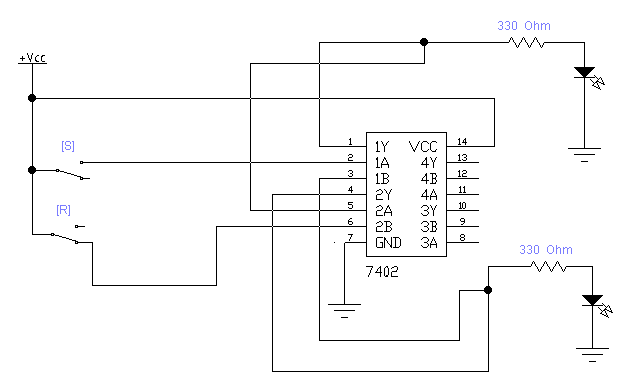 330 Ohm
+Vcc
[S]
1 1Y VCC 14
2 1A 4Y 13
3 1B 4B 12
[R]
4 2Y 4A 11
5 2A 3Y 10
6 2B 3B 9
7 GND 3A 8
330 Ohm
7402